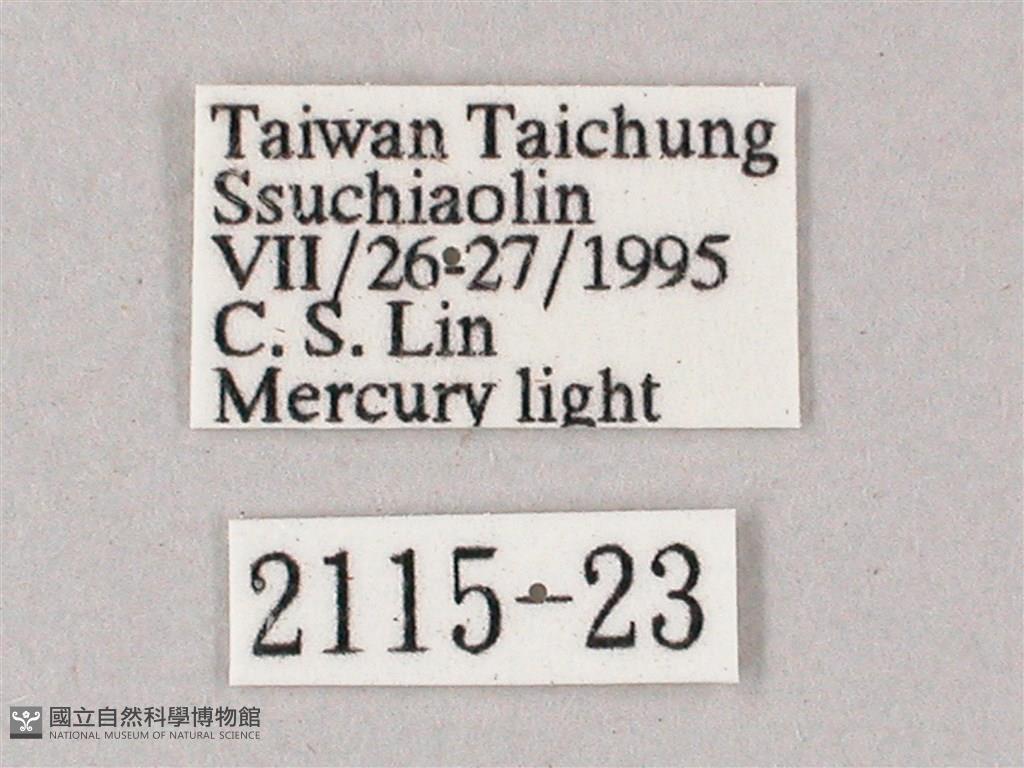 Taiwan Taichung
Ssuchiaolin
VII/26-27/1995
C. S. Lin
Mercury light
2115-23
國立自然科學博物館
NATIONAL MUSEUM OF NATURAL SCIENCE